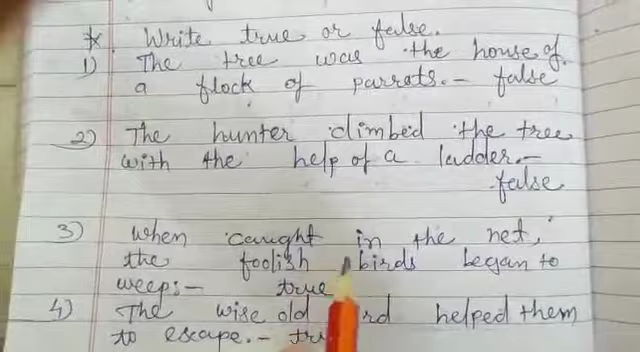 * Write true or false.
1) The tree was the house of
a flock of parrots. - false
2) The hunter climbed the tree
with the help of a ladder. -
false
3) When caught in the net,
the foolish birds began to
weep:- true
4) The wise old helped them
to escape. -